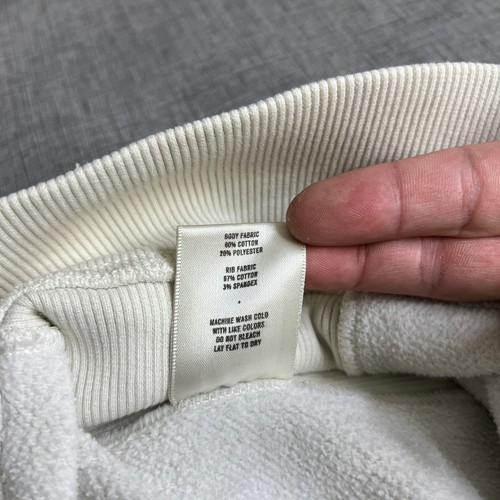 BODY FABRIC
80% COTTON
20% POLYESTER
RIB FABRIC
97% COTTON
3% SPANDEX
MACHINE WASH COLD
WITH LIKE COLORS
DO NOT BLEACH
LAY FLAT TO DRY